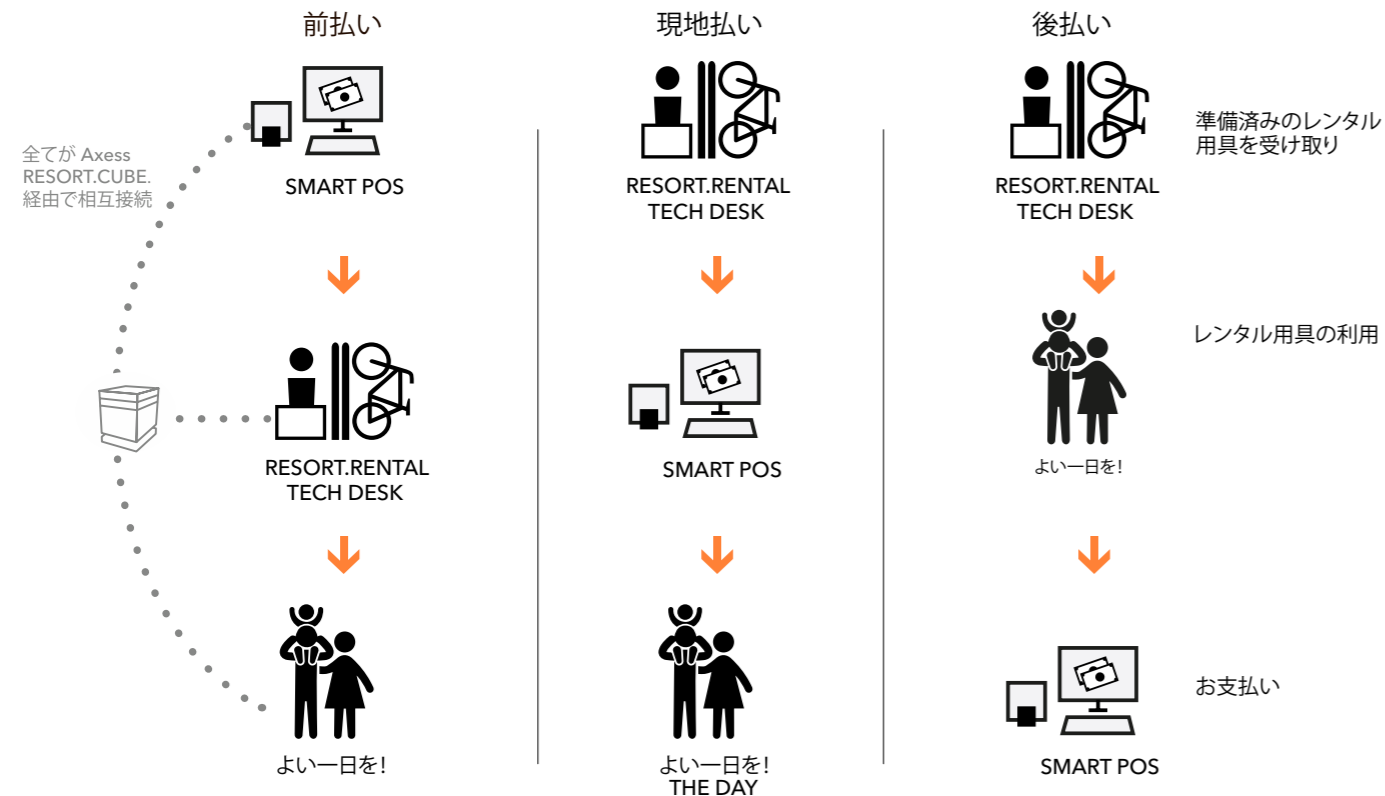 前払い
現地払い
後払い
全てが Axess
RESORT.CUBE.
経由で相互接続
SMART POS
RESORT.RENTAL
TECH DESK
よい一日を!
RESORT.RENTAL
TECH DESK
SMART POS
よい一日を!
THE DAY
RESORT.RENTAL
TECH DESK
準備済みのレンタル
用具を受け取り
よい一日を!
レンタル用具の利用
SMART POS
お支払い